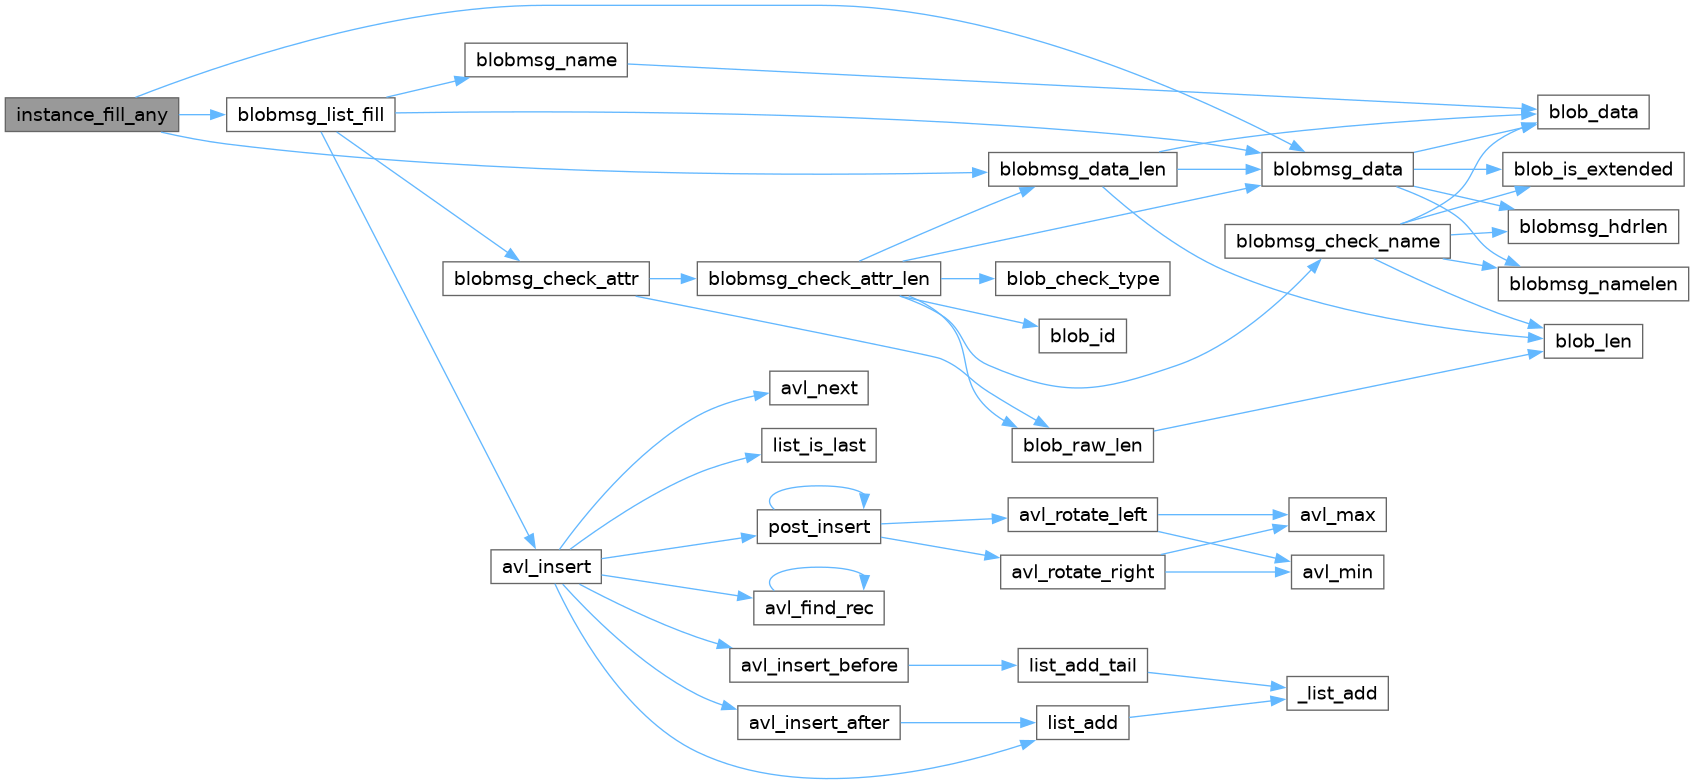 instance_fill_any
blobmsg_list_fill
blobmsg_name
blobmsg_check_attr
avl_insert
blobmsg_data_len
blobmsg_check_attr_len
blob_check_type
blob_id
avl_next
list_is_last
blob_raw_len
post_insert
avl_find_rec
avl_insert_before
avl_insert_after
avl_rotate_left
avl_rotate_right
list_add_tail
list_add
blobmsg_data
blobmsg_check_name
avl_max
avl_min
_list_add
blob_data
blob_is_extended
blobmsg_hdrlen
blobmsg_namelen
blob_len